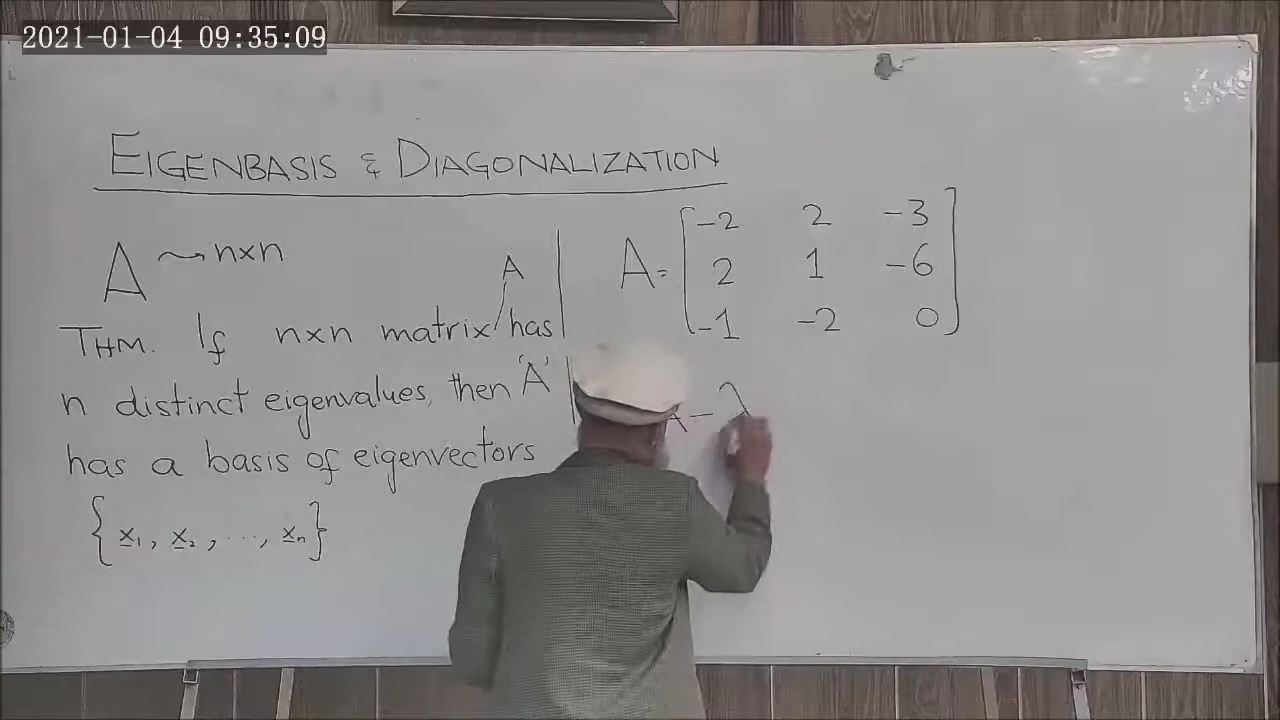 2021-01-04 09:35:09
EIGENBASIS & DIAGONALIZATION
A ⤳ n×n
THM. If n×n matrix A has
n distinct eigenvalues, then 'A'
has a basis of eigenvectors
{x₁, x₂, ..., xₙ}
A = [-2 2 -3
2 1 -6
-1 -2 0]
A - λ